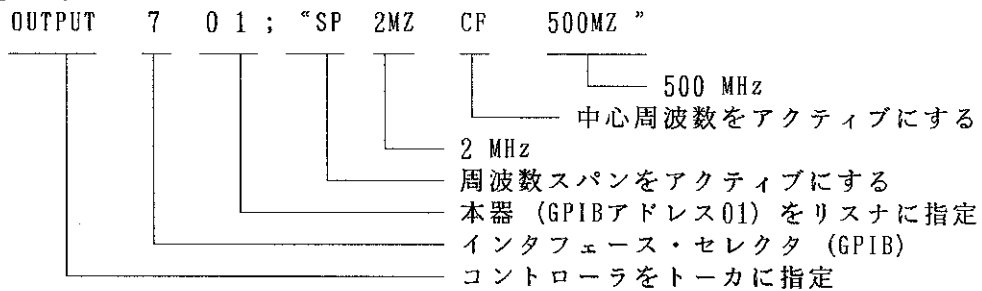 OUTPUT 7 0 1 ; “SP 2MZ CF 500MZ ”
500 MHz
中心周波数をアクティブにする
2 MHz
周波数スパンをアクティブにする
本器 (GPIBアドレス01) をリスナに指定
インタフェース・セレクタ (GPIB)
コントローラをトーカに指定